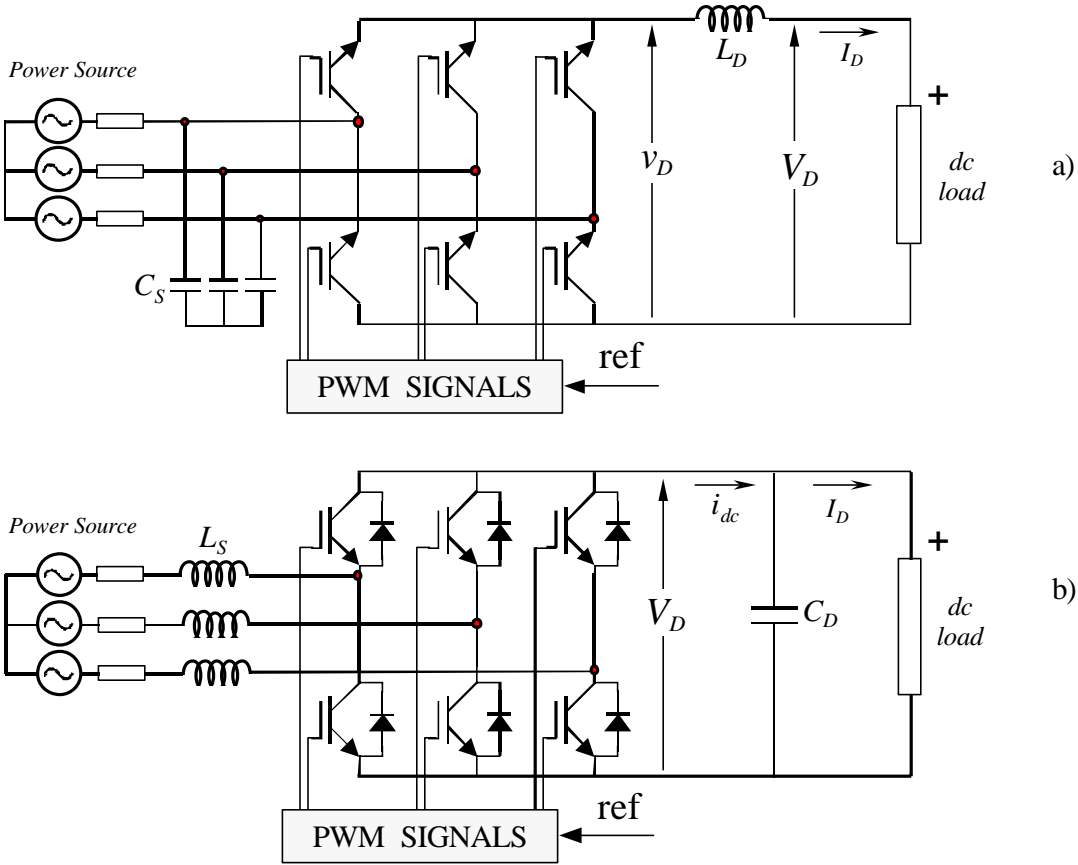 L_D
I_D
Power Source
+
v_D
V_D
dc
load
a)
C_S
ref
PWM SIGNALS
i_dc
I_D
Power Source
L_S
+
V_D
C_D
dc
load
b)
ref
PWM SIGNALS